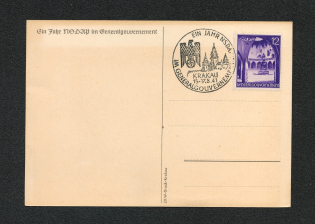 Ein Jahr NSDAP im Generalgouvernement
EIN JAHR NSDAP
IM GENERALGOUVERNEMENT
KRAKAU
15-17.8.41
12